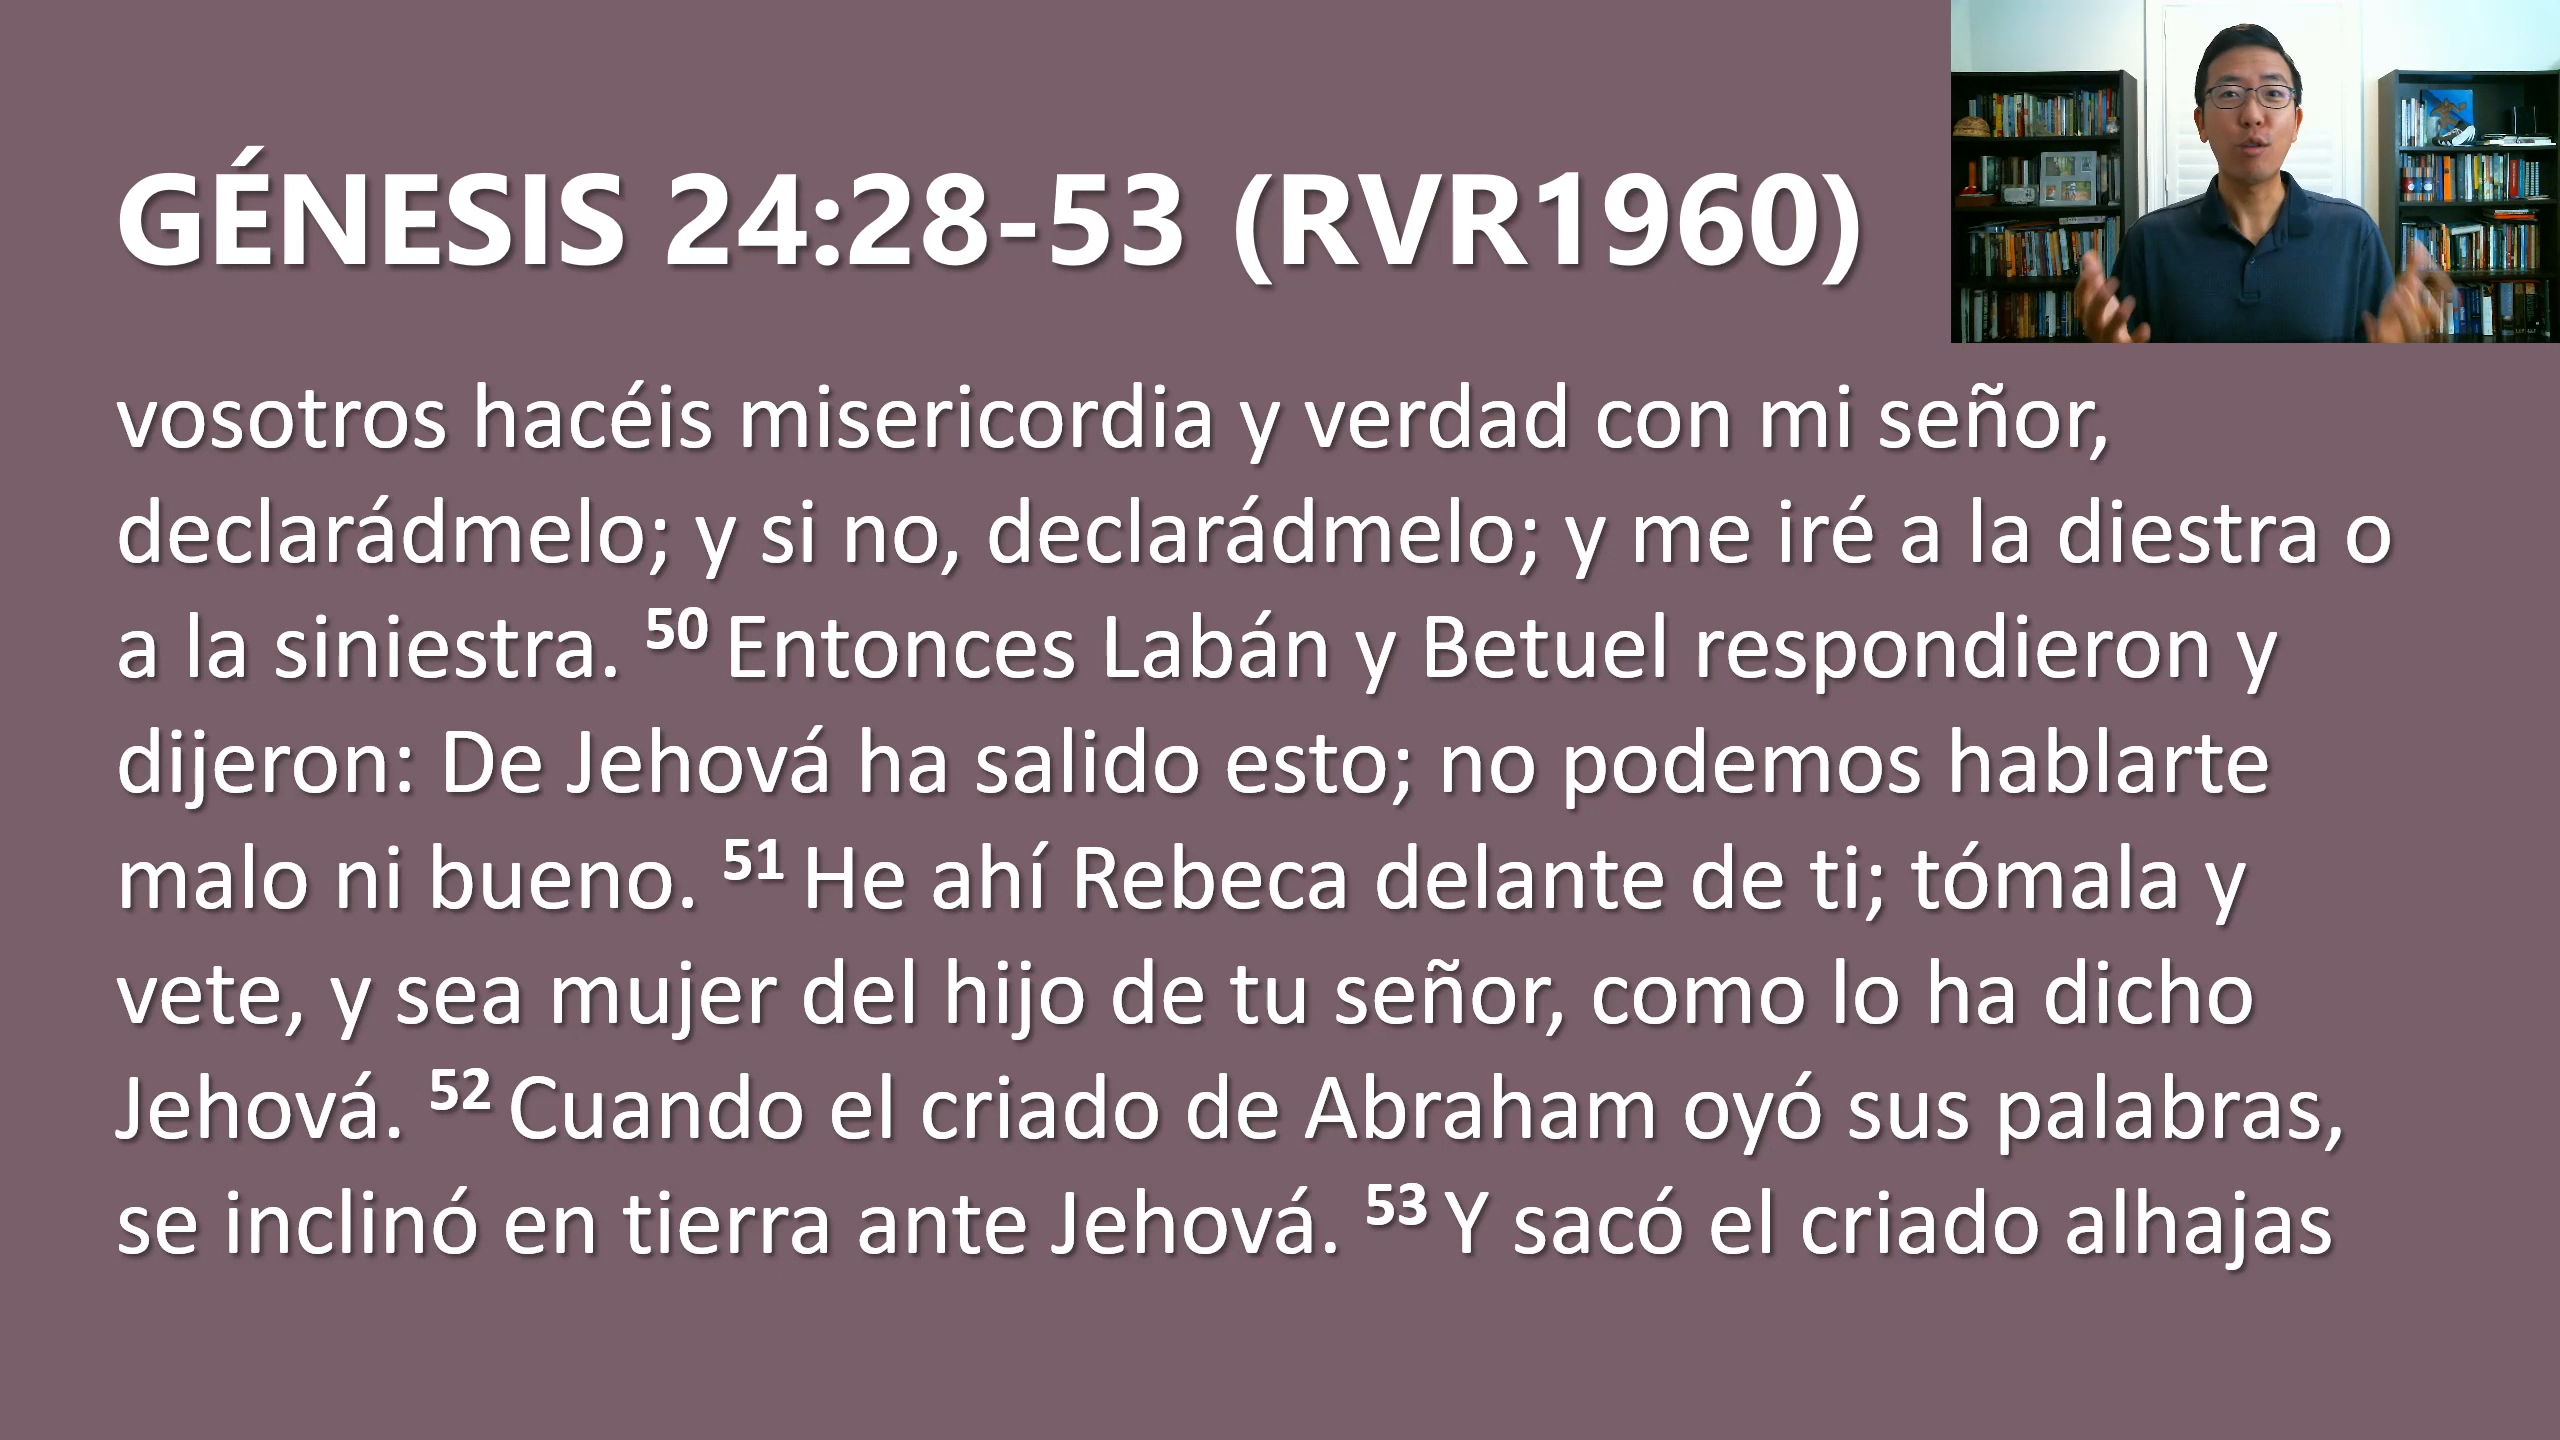 GÉNESIS 24:28-53 (RVR1960)
vosotros hacéis misericordia y verdad con mi señor,
declarádmelo; y si no, declarádmelo; y me iré a la diestra o
a la siniestra. 50 Entonces Labán y Betuel respondieron y
dijeron: De Jehová ha salido esto; no podemos hablarte
malo ni bueno. 51 He ahí Rebeca delante de ti; tómala y
vete, y sea mujer del hijo de tu señor, como lo ha dicho
Jehová. 52 Cuando el criado de Abraham oyó sus palabras,
se inclinó en tierra ante Jehová. 53 Y sacó el criado alhajas